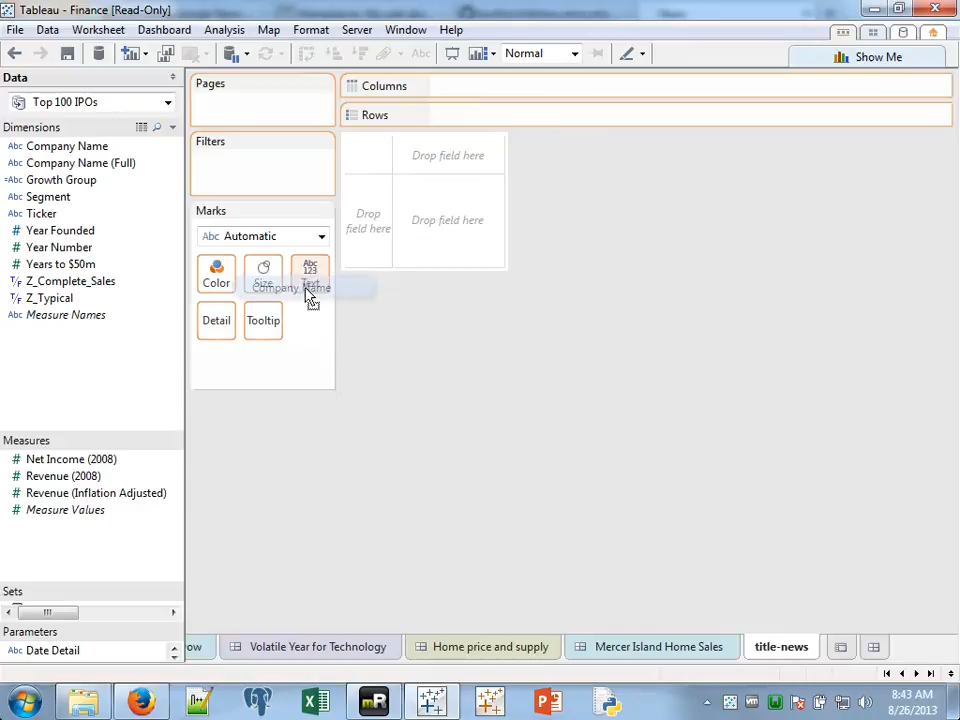 Tableau - Finance [Read-Only]
File Data Worksheet Dashboard Analysis Map Format Server Window Help
Abc Normal
Show Me
Data
Top 100 IPOs
Dimensions
Abc Company Name
Abc Company Name (Full)
=Abc Growth Group
Abc Segment
Abc Ticker
# Year Founded
# Year Number
# Years to $50m
T/F Z_Complete_Sales
T/F Z_Typical
Abc Measure Names
Measures
# Net Income (2008)
# Revenue (2008)
# Revenue (Inflation Adjusted)
# Measure Values
Sets
Parameters
Abc Date Detail
Pages
Filters
Marks
Abc Automatic
Abc
123
Color Size Text
Company Name
Detail Tooltip
Columns
Rows
Drop field here
Drop
field here
Drop field here
row Volatile Year for Technology Home price and supply Mercer Island Home Sales title-news
mR
8:43 AM
8/26/2013